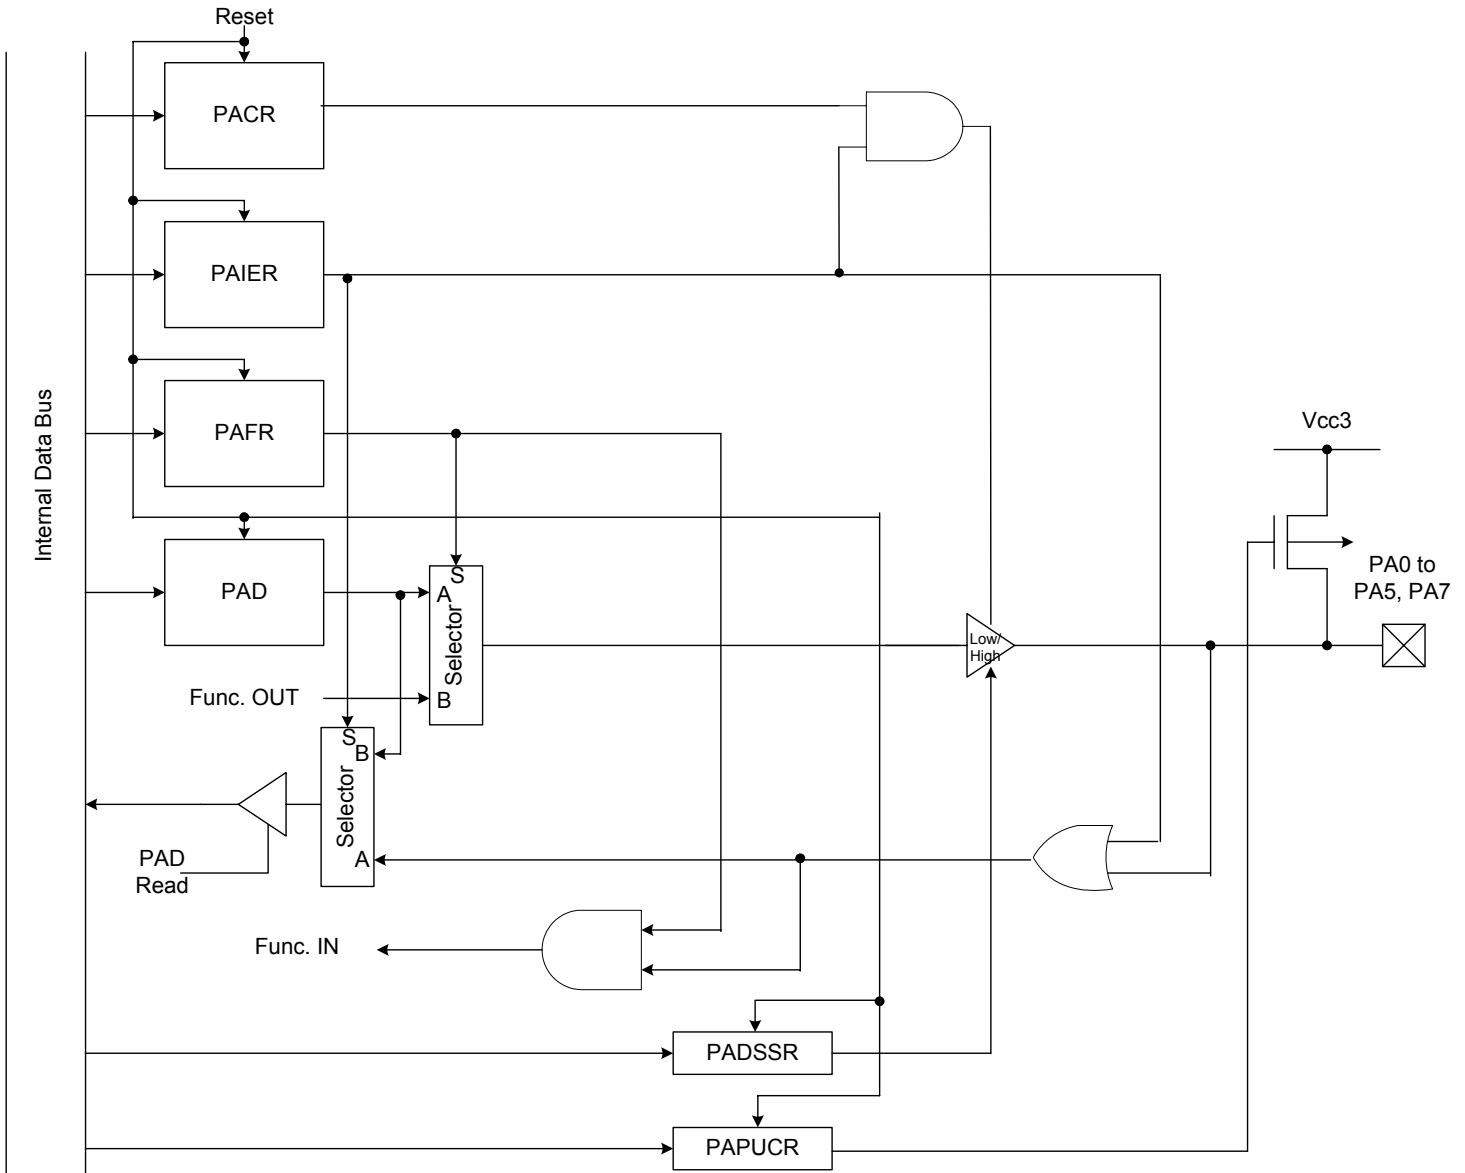 Reset
PACR
PAIER
PAFR
Internal Data Bus
Vcc3
PAD
S
A
Selector
B
PA0 to
PA5, PA7
Low/
High
Func. OUT
S
B
Selector
A
PAD
Read
Func. IN
PADSSR
PAPUCR